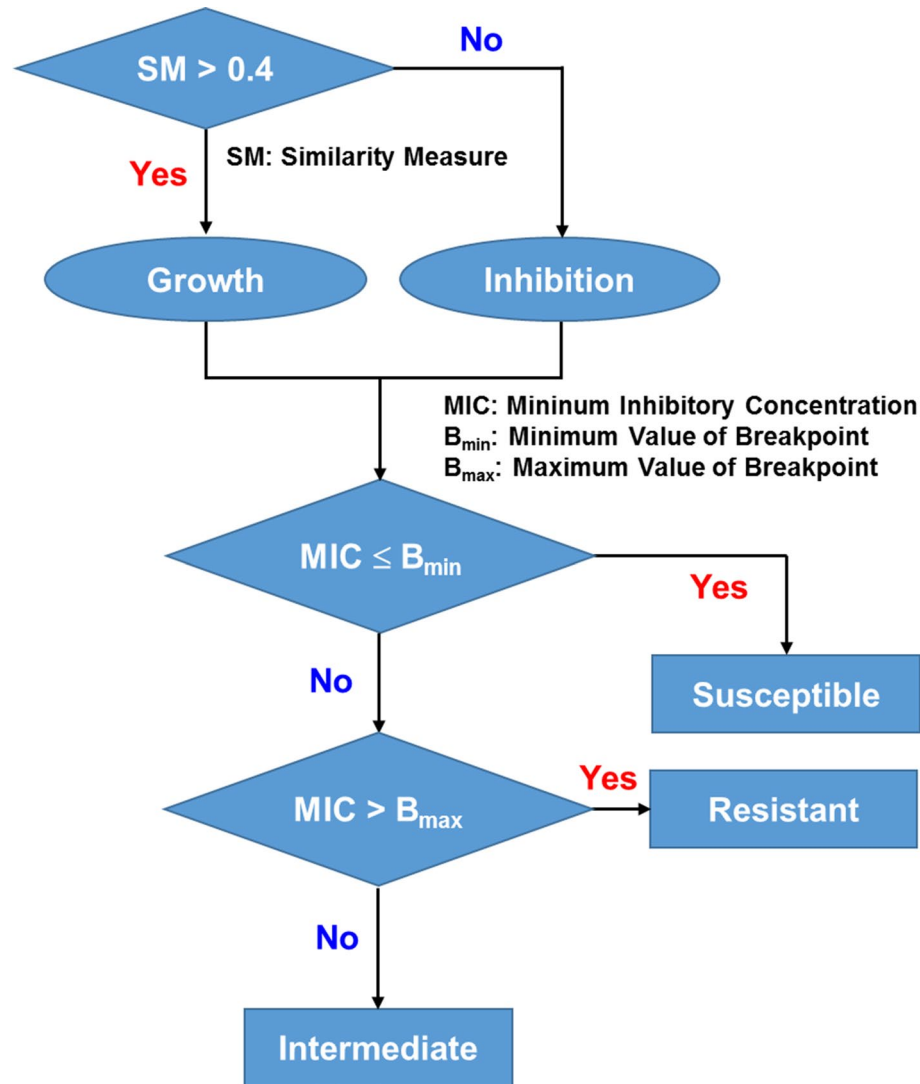 SM > 0.4
No
Yes
SM: Similarity Measure
Growth
Inhibition
MIC: Mininum Inhibitory Concentration
Bmin: Minimum Value of Breakpoint
Bmax: Maximum Value of Breakpoint
MIC ≤ Bmin
Yes
No
Susceptible
MIC > Bmax
Yes
Resistant
No
Intermediate